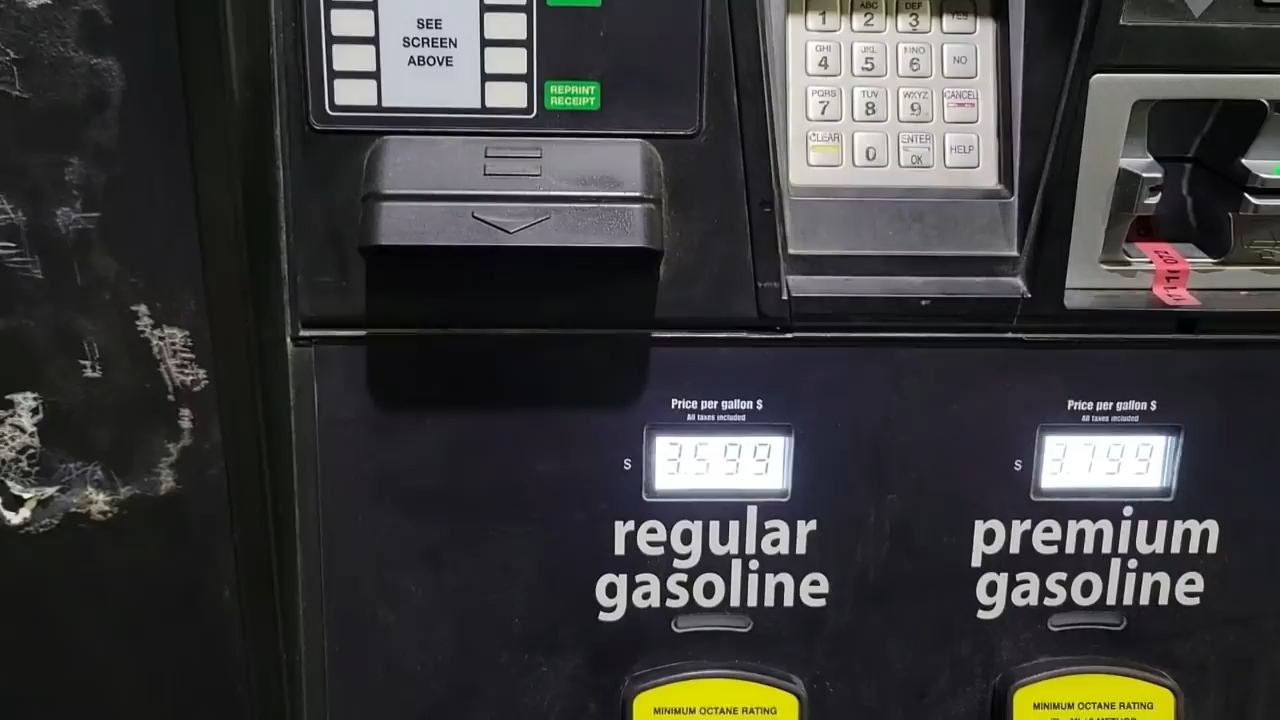 SEE
SCREEN
ABOVE
REPRINT
RECEIPT
1 ABC 2 DEF 3 YES
GHI 4 JKL 5 MNO 6 NO
PQRS 7 TUV 8 WXYZ 9 CANCEL
CLEAR 0 ENTER OK HELP
Price per gallon $
All taxes included
$ 3.599
regular
gasoline
MINIMUM OCTANE RATING
Price per gallon $
All taxes included
$ 3.799
premium
gasoline
MINIMUM OCTANE RATING